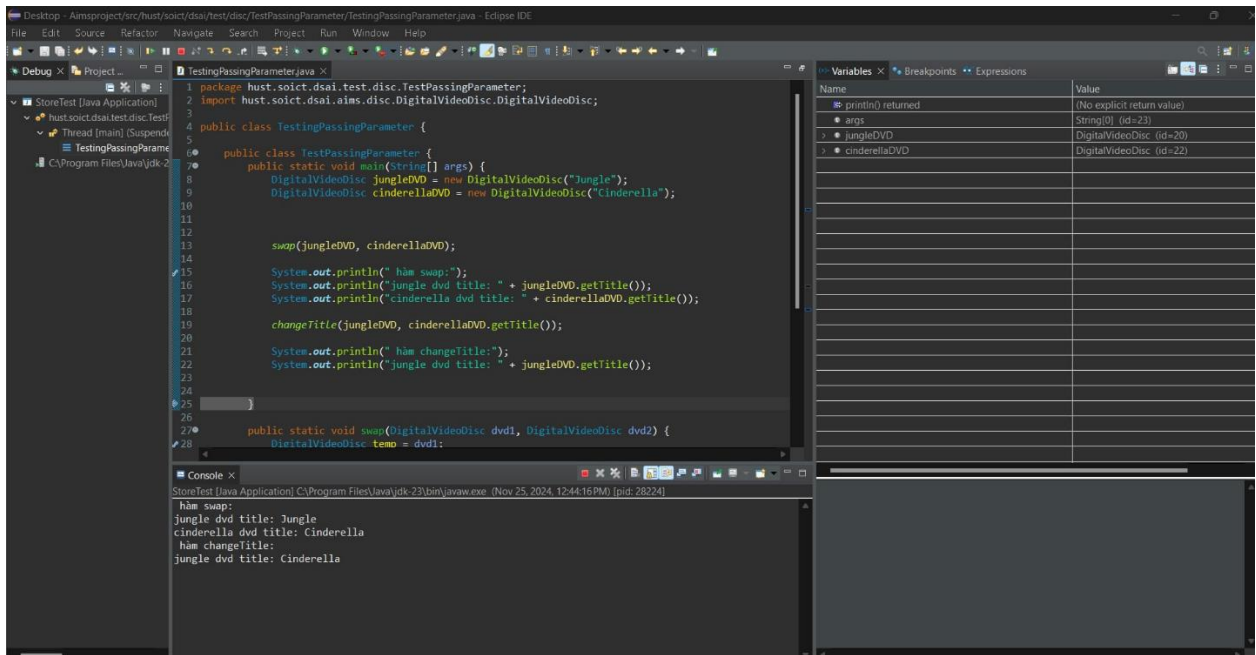 Desktop - Aimsproject/src/hust/soict/dsai/test/disc/TestPassingParameter/TestingPassingParameter.java - Eclipse IDE
File Edit Source Refactor Navigate Search Project Run Window Help
Debug Project ...
StoreTest [Java Application]
hust.soict.dsai.test.disc.TestF
Thread [main] (Suspende
TestingPassingParame
C:\Program Files\Java\jdk-2
TestingPassingParameter.java
1 package hust.soict.dsai.test.disc.TestPassingParameter;
2 import hust.soict.dsai.aims.disc.DigitalVideoDisc.DigitalVideoDisc;
3
4 public class TestingPassingParameter {
5
6 public class TestPassingParameter {
7 public static void main(String[] args) {
8 DigitalVideoDisc jungleDVD = new DigitalVideoDisc("Jungle");
9 DigitalVideoDisc cinderellaDVD = new DigitalVideoDisc("Cinderella");
10
11
12
13 swap(jungleDVD, cinderellaDVD);
14
15 System.out.println(" hàm swap:");
16 System.out.println("jungle dvd title: " + jungleDVD.getTitle());
17 System.out.println("cinderella dvd title: " + cinderellaDVD.getTitle());
18
19 changeTitle(jungleDVD, cinderellaDVD.getTitle());
20
21 System.out.println(" hàm changeTitle:");
22 System.out.println("jungle dvd title: " + jungleDVD.getTitle());
23
24
25 }
26
27 public static void swap(DigitalVideoDisc dvd1, DigitalVideoDisc dvd2) {
28 DigitalVideoDisc temp = dvd1;
Console
StoreTest [Java Application] C:\Program Files\Java\jdk-23\bin\javaw.exe (Nov 25, 2024, 12:44:16 PM) [pid: 28224]
hàm swap:
jungle dvd title: Jungle
cinderella dvd title: Cinderella
hàm changeTitle:
jungle dvd title: Cinderella
Variables Breakpoints Expressions
Name Value
println() returned (No explicit return value)
args String[0] (id=23)
jungleDVD DigitalVideoDisc (id=20)
cinderellaDVD DigitalVideoDisc (id=22)